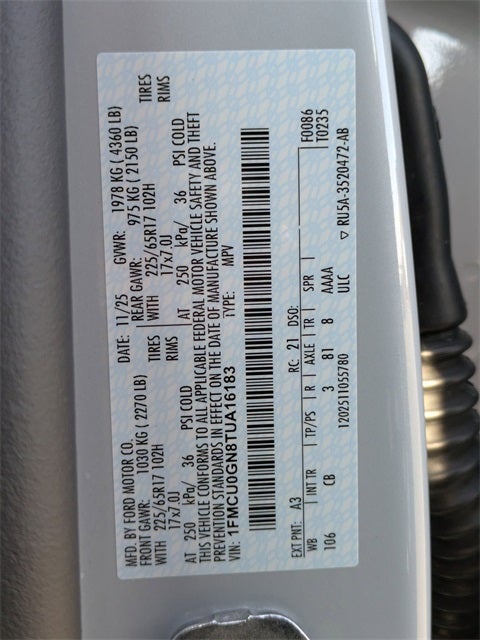 MFD. BY FORD MOTOR CO.
DATE: 11/25 GVWR: 1978 KG ( 4360 LB)
FRONT GAWR: 1030 KG ( 2270 LB) REAR GAWR: 975 KG ( 2150 LB)
WITH 225/65R17 102H TIRES WITH 225/65R17 102H TIRES
17x7.0J RIMS 17x7.0J RIMS
AT 250 kPa/ 36 PSI COLD AT 250 kPa/ 36 PSI COLD
THIS VEHICLE CONFORMS TO ALL APPLICABLE FEDERAL MOTOR VEHICLE SAFETY AND THEFT
PREVENTION STANDARDS IN EFFECT ON THE DATE OF MANUFACTURE SHOWN ABOVE.
VIN: 1FMCU0GN8TUA16183 TYPE: MPV
F0086
EXT PNT: A3 RC: 21 DSO: T0235
WB INT TR TP/PS R AXLE TR SPR
106 CB 3 81 8 AAAA
1202511055780 ULC ▽ RU5A-3520472-AB